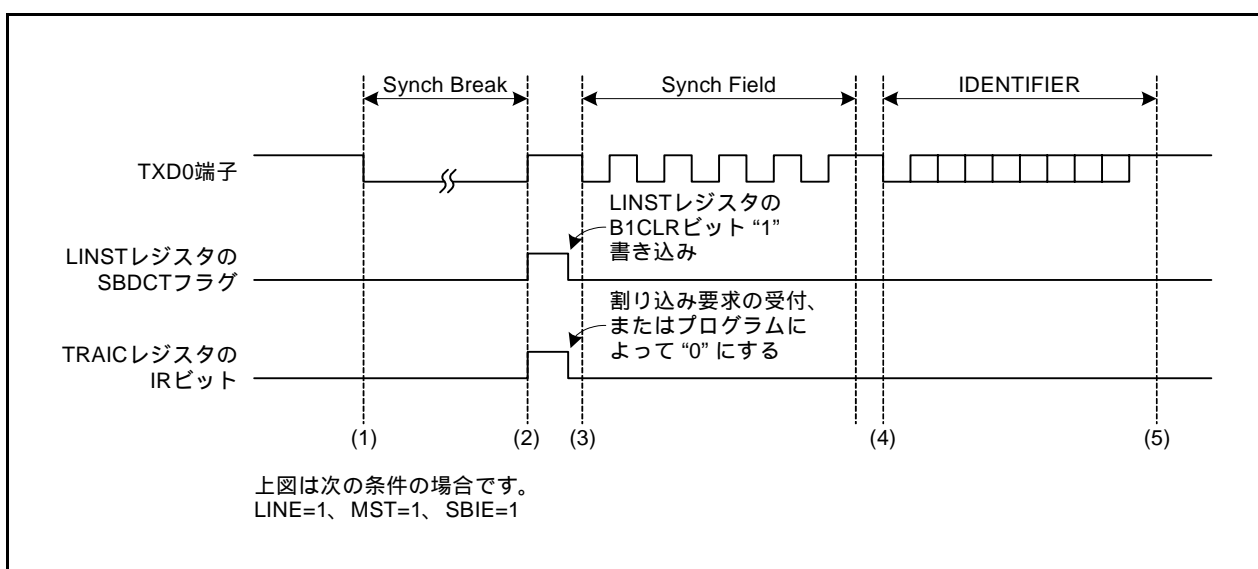 Synch Break
Synch Field
IDENTIFIER
TXD0端子
LINSTレジスタの
B1CLRビット “1”
書き込み
LINSTレジスタの
SBDCTフラグ
割り込み要求の受付、
またはプログラムに
よって “0” にする
TRAICレジスタの
IRビット
(1)
(2)
(3)
(4)
(5)
上図は次の条件の場合です。
LINE=1、MST=1、SBIE=1